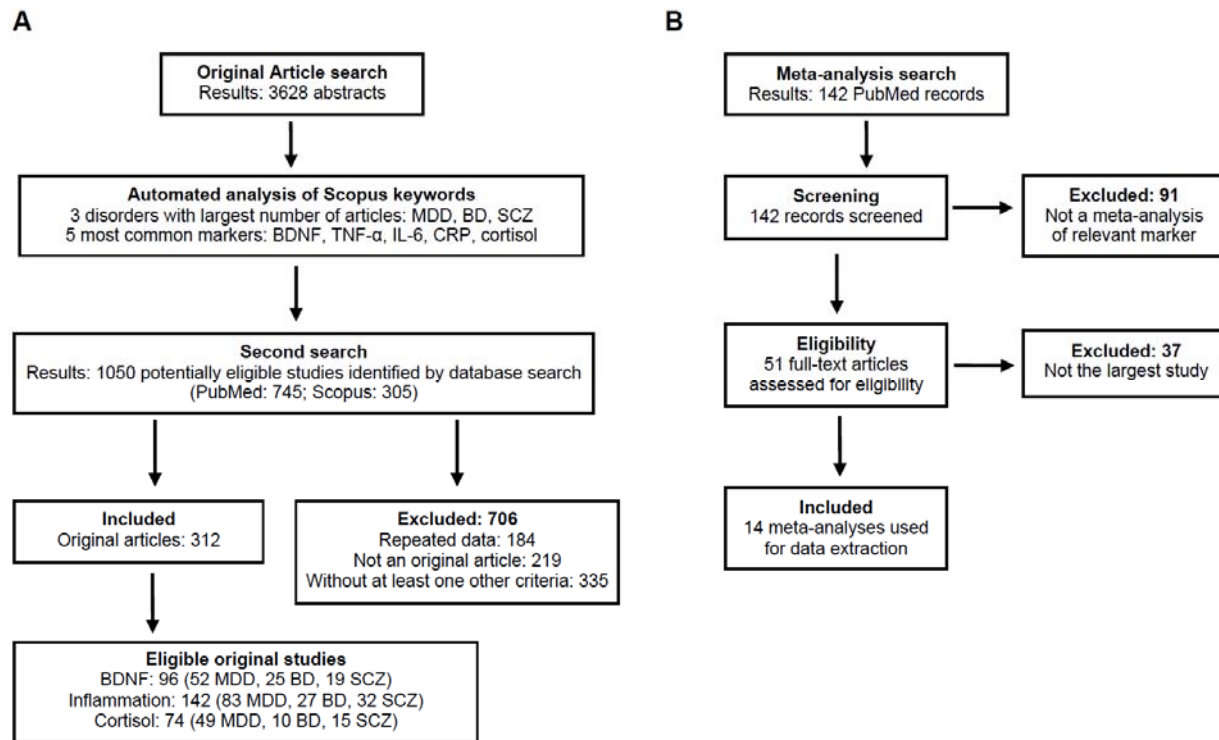 A
Original Article search
Results: 3628 abstracts
Automated analysis of Scopus keywords
3 disorders with largest number of articles: MDD, BD, SCZ
5 most common markers: BDNF, TNF-α, IL-6, CRP, cortisol
Second search
Results: 1050 potentially eligible studies identified by database search
(PubMed: 745; Scopus: 305)
Included
Original articles: 312
Excluded: 706
Repeated data: 184
Not an original article: 219
Without at least one other criteria: 335
Eligible original studies
BDNF: 96 (52 MDD, 25 BD, 19 SCZ)
Inflammation: 142 (83 MDD, 27 BD, 32 SCZ)
Cortisol: 74 (49 MDD, 10 BD, 15 SCZ)
B
Meta-analysis search
Results: 142 PubMed records
Screening
142 records screened
Excluded: 91
Not a meta-analysis
of relevant marker
Eligibility
51 full-text articles
assessed for eligibility
Excluded: 37
Not the largest study
Included
14 meta-analyses used
for data extraction